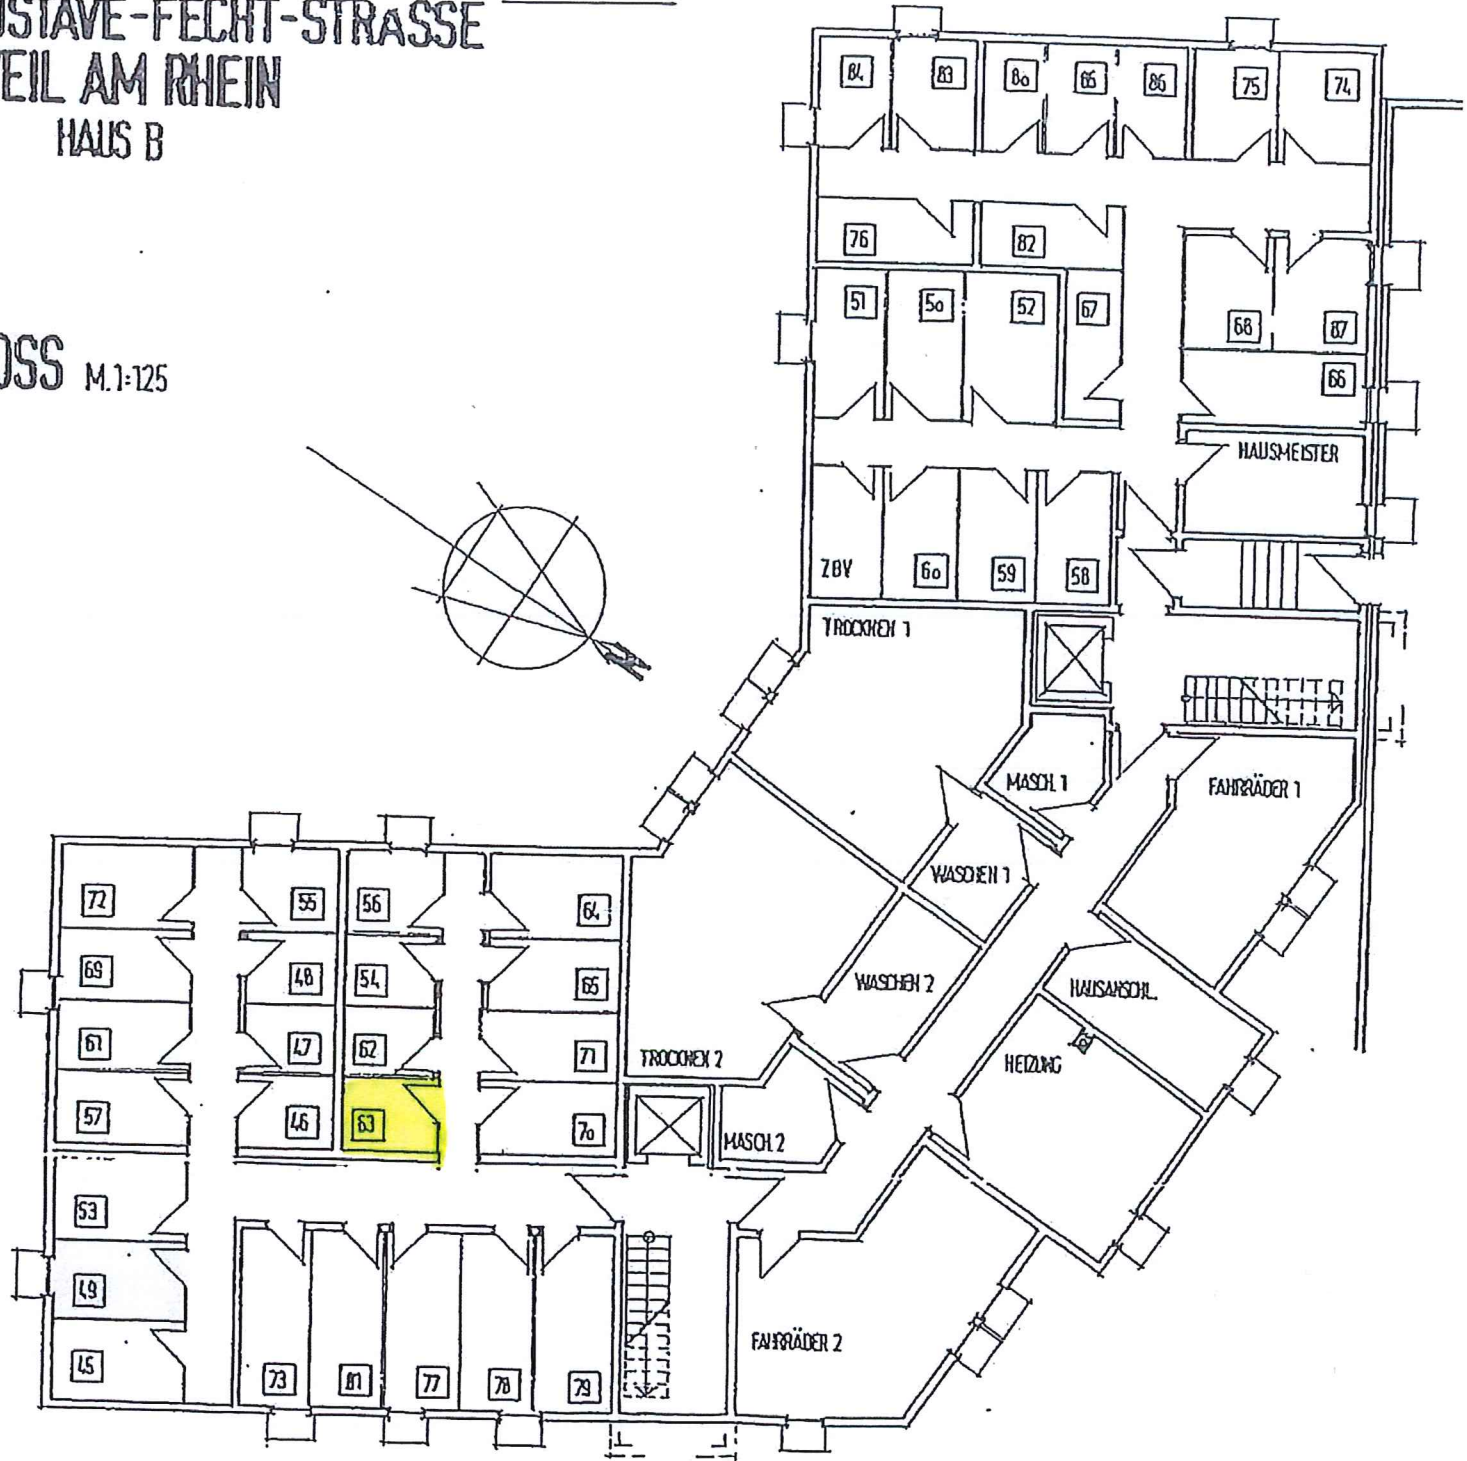 USTAVE-FECHT-STRASSE
EIL AM RHEIN
HAUS B
OSS M.1:125
84 83 80 85 86 75 74
76 82
51 50 52 67 68 87
66
HAUSMEISTER
ZBV 60 59 58
TROCKNEN 1
MASCH. 1
FAHRRÄDER 1
WASCHEN 1
72 55 56 64
69 48 54 65
WASCHEN 2
HAUSANSCHL.
61 47 62 71
TROCKNEN 2
HEIZUNG
57 46 63 70
MASCH. 2
53
49
FAHRRÄDER 2
45
73 81 77 78 79